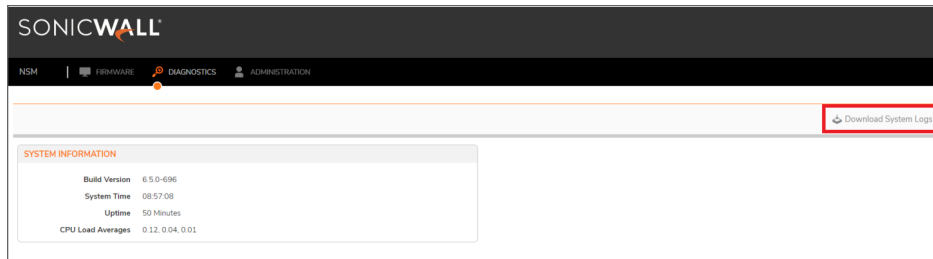 SONICWALL
NSM FIRMWARE DIAGNOSTICS ADMINISTRATION
Download System Logs
SYSTEM INFORMATION
Build Version 6.5.0-696
System Time 08:57:08
Uptime 50 Minutes
CPU Load Averages 0.12, 0.04, 0.01